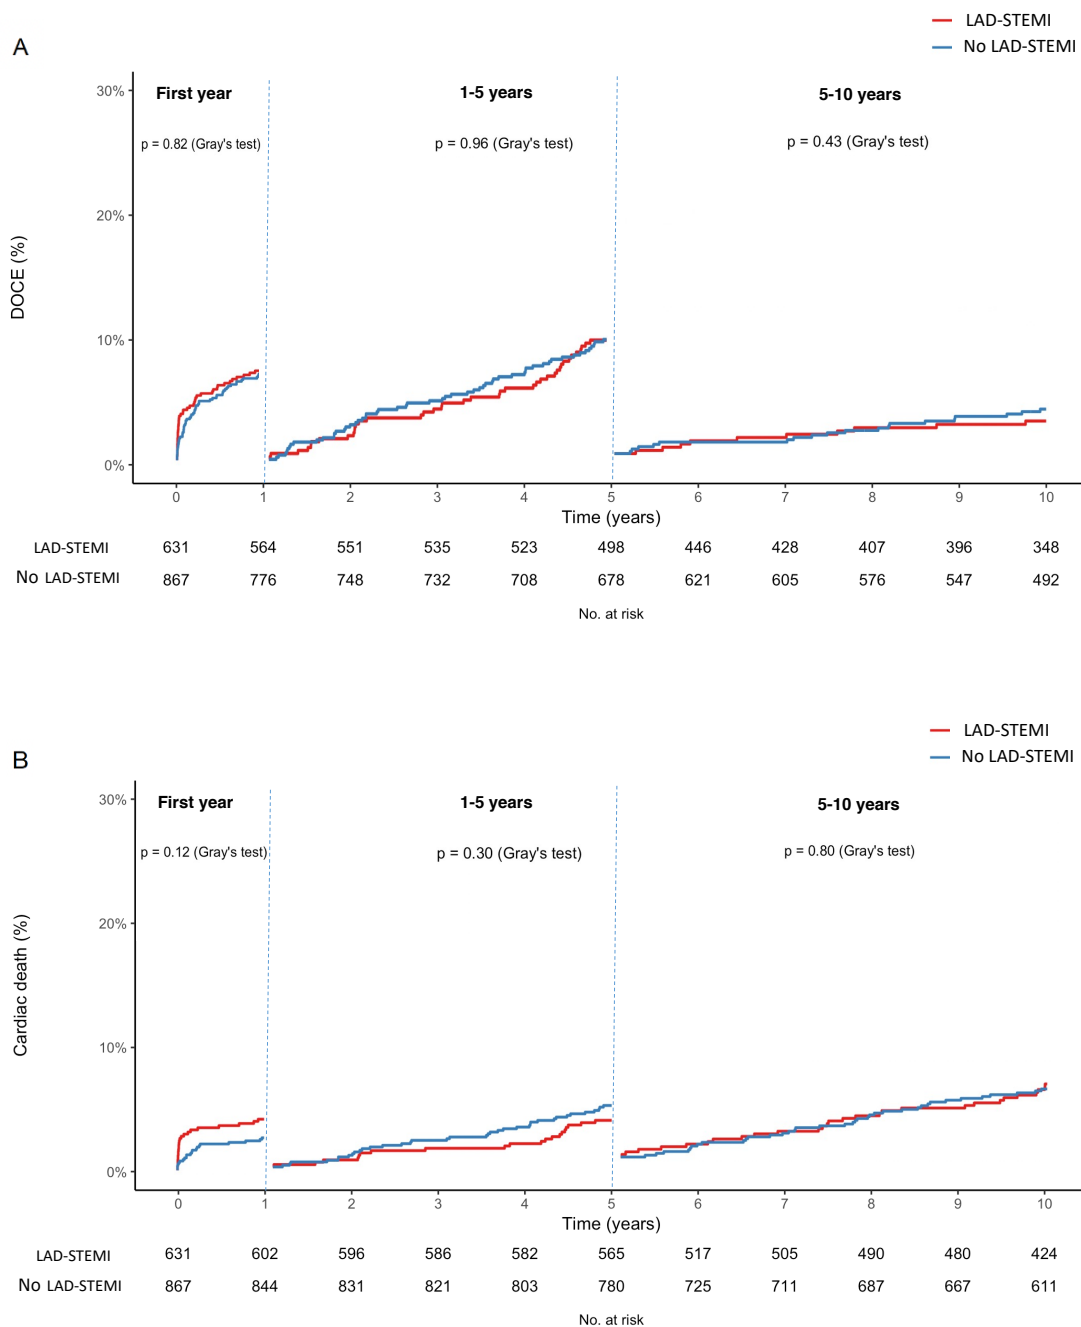 LAD-STEMI
No LAD-STEMI
A
First year
1-5 years
5-10 years
p = 0.82 (Gray's test)
p = 0.96 (Gray's test)
p = 0.43 (Gray's test)
DOCE (%)
30%
20%
10%
0%
0 1 2 3 4 5 6 7 8 9 10
Time (years)
LAD-STEMI 631 564 551 535 523 498 446 428 407 396 348
No LAD-STEMI 867 776 748 732 708 678 621 605 576 547 492
No. at risk
LAD-STEMI
No LAD-STEMI
B
First year
1-5 years
5-10 years
p = 0.12 (Gray's test)
p = 0.30 (Gray's test)
p = 0.80 (Gray's test)
Cardiac death (%)
30%
20%
10%
0%
0 1 2 3 4 5 6 7 8 9 10
Time (years)
LAD-STEMI 631 602 596 586 582 565 517 505 490 480 424
No LAD-STEMI 867 844 831 821 803 780 725 711 687 667 611
No. at risk